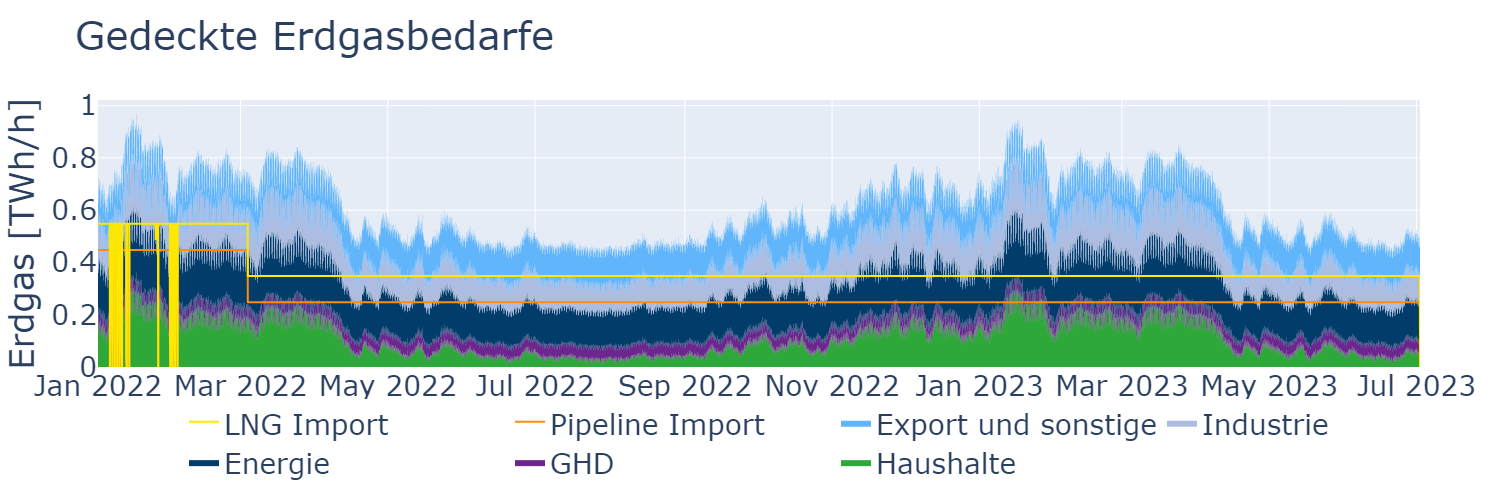 Gedeckte Erdgasbedarfe
Erdgas [TWh/h]
1
0.8
0.6
0.4
0.2
0
Jan 2022 Mar 2022 May 2022 Jul 2022 Sep 2022 Nov 2022 Jan 2023 Mar 2023 May 2023 Jul 2023
LNG Import Pipeline Import Export und sonstige Industrie
Energie GHD Haushalte